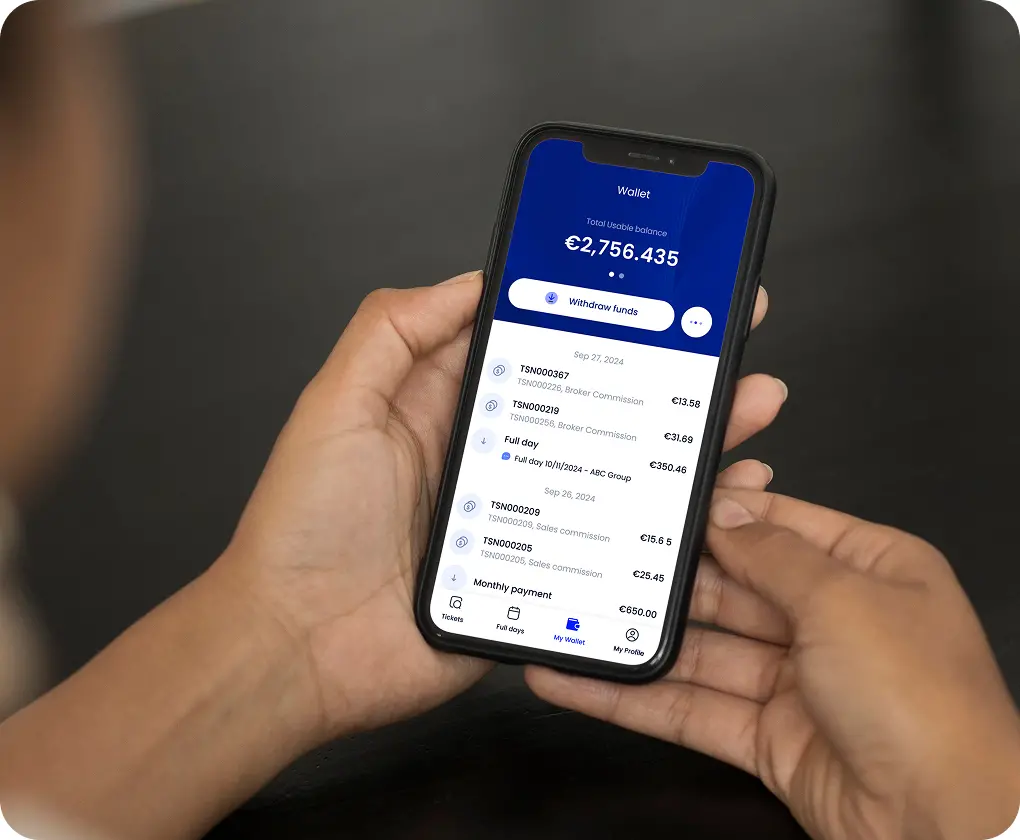 Wallet
Total Usable balance
€2,756.435
Withdraw funds
Sep 27, 2024
TSN000367
TSN000226, Broker Commission
€13.58
TSN000219
TSN000256, Broker Commission
€31.69
Full day
Full day 10/11/2024 - ABC Group
€350.46
Sep 26, 2024
TSN000209
TSN000209, Sales commission
€15.6 5
TSN000205
TSN000205, Sales commission
€25.45
Monthly payment
€650.00
Tickets
Full days
My Wallet
My Profile